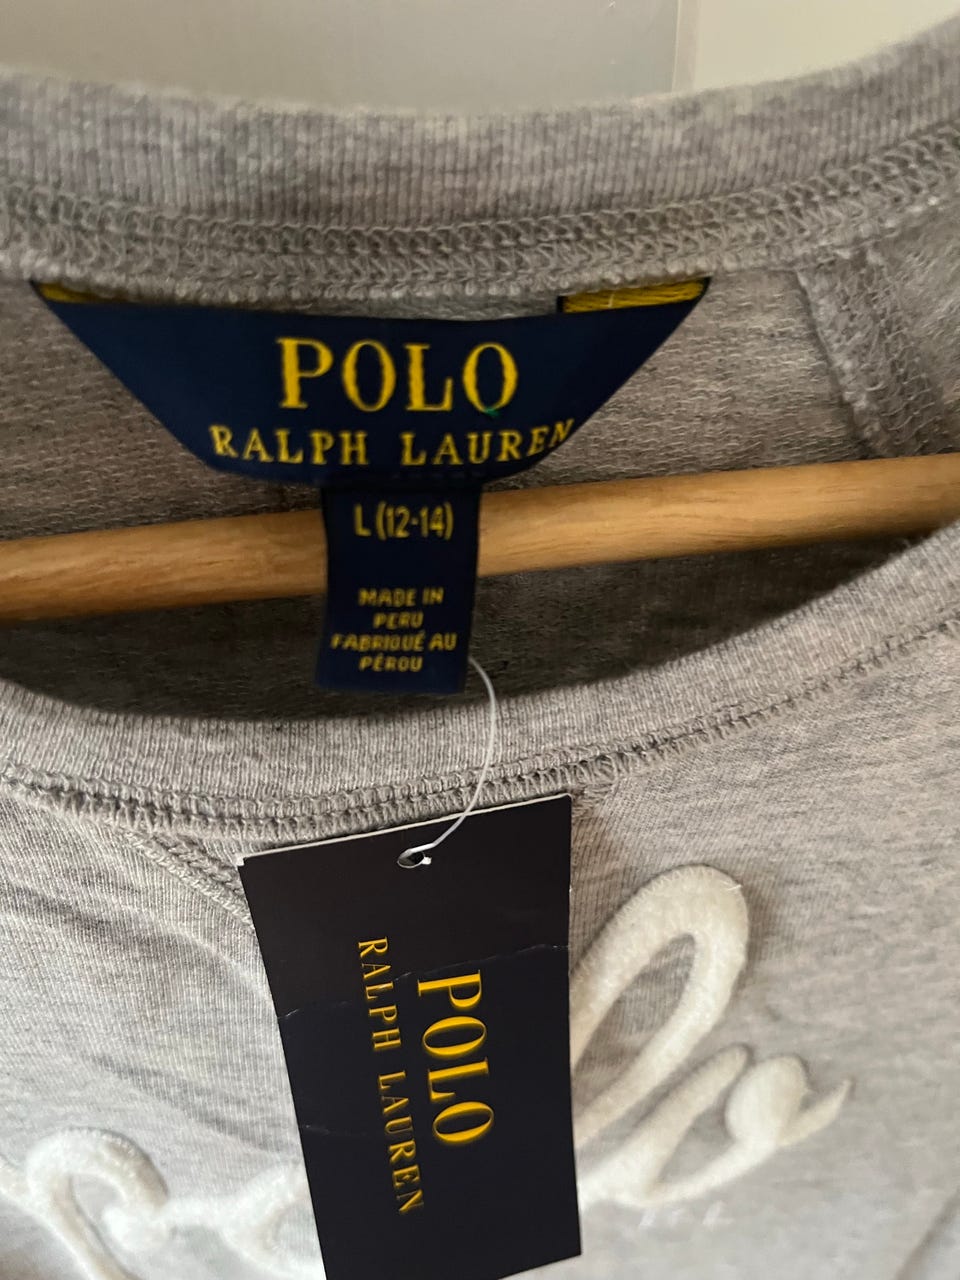 POLO
RALPH LAUREN
L (12-14)
MADE IN
PERU
FABRIQUÉ AU
PÉROU
POLO
RALPH LAUREN